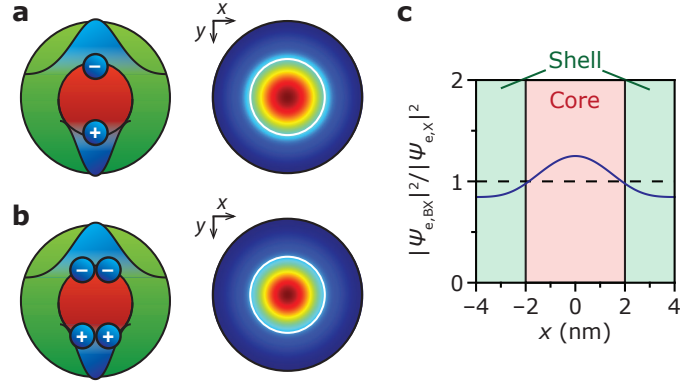 a
x
y
−
+
b
x
y
− −
+ +
c
Shell
Core
|Ψe,BX|²/|Ψe,X|²
2
1
0
−4 −2 0 2 4
x (nm)